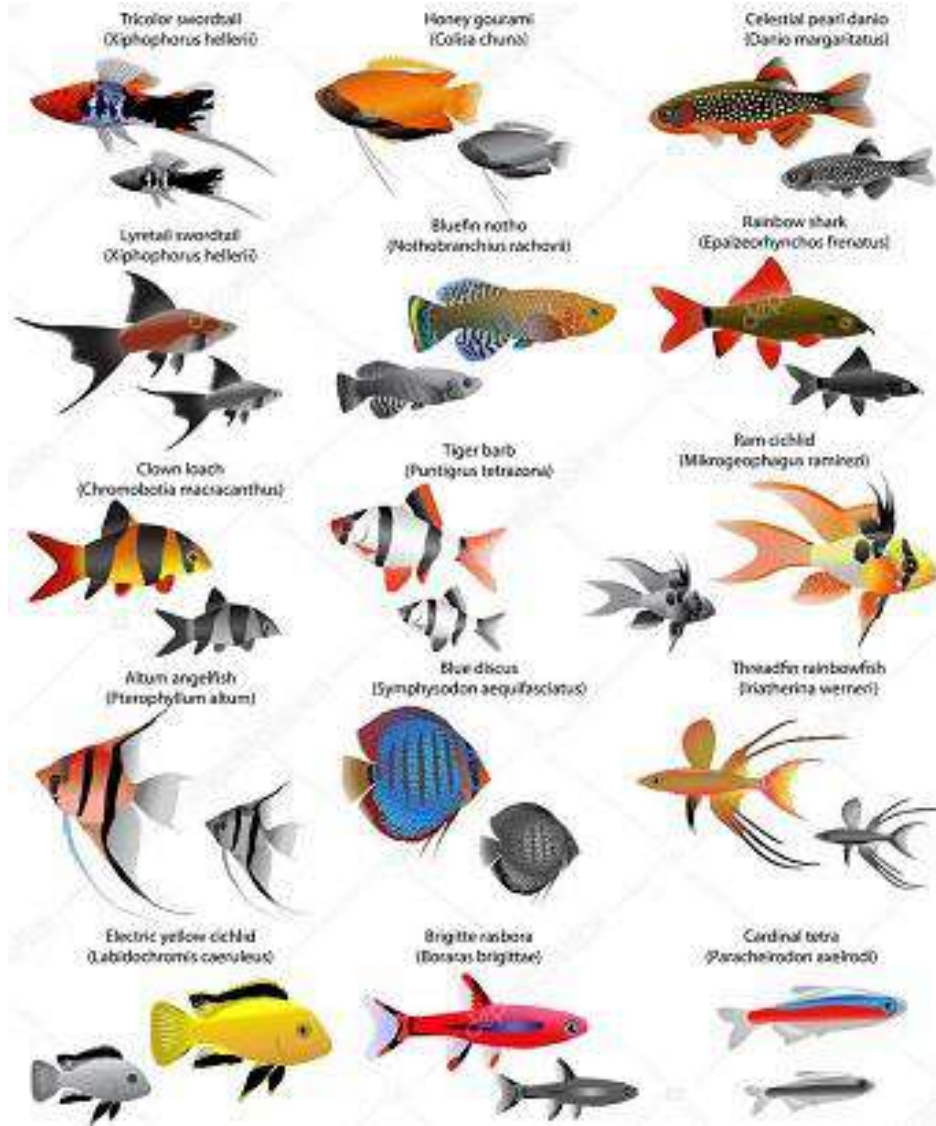 Tricolor swordtail
(Xiphophorus hellerii)
Honey gourami
(Colisa chuna)
Celestial pearl danio
(Danio margaritatus)
Lyretail swordtail
(Xiphophorus hellerii)
Bluefin notho
(Nothobranchius rachovii)
Rainbow shark
(Epalzeorhynchos frenatus)
Clown loach
(Chromobotia macracanthus)
Tiger barb
(Puntigrus tetrazona)
Ram cichlid
(Mikrogeophagus ramirezi)
Altum angelfish
(Pterophyllum altum)
Blue discus
(Symphysodon aequifasciatus)
Threadfin rainbowfish
(Iriatherina werneri)
Electric yellow cichlid
(Labidochromis caeruleus)
Brigitte rasbora
(Boraras brigittae)
Cardinal tetra
(Paracheirodon axelrodi)